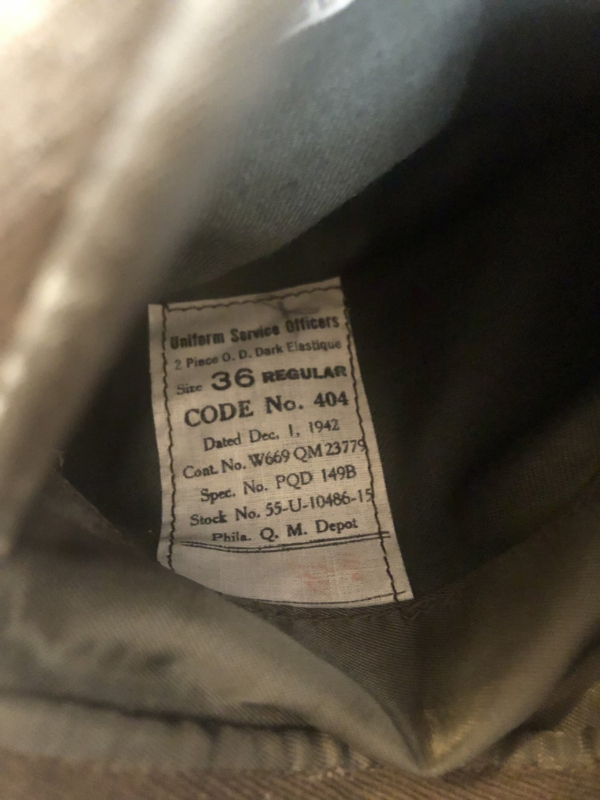 Uniform Service Officers
2 Piece O. D. Dark Elastique
Size 36 REGULAR
CODE No. 404
Dated Dec. 1, 1942
Cont. No. W669 QM 23779
Spec. No. PQD 149B
Stock No. 55-U-10486-15
Phila. Q. M. Depot